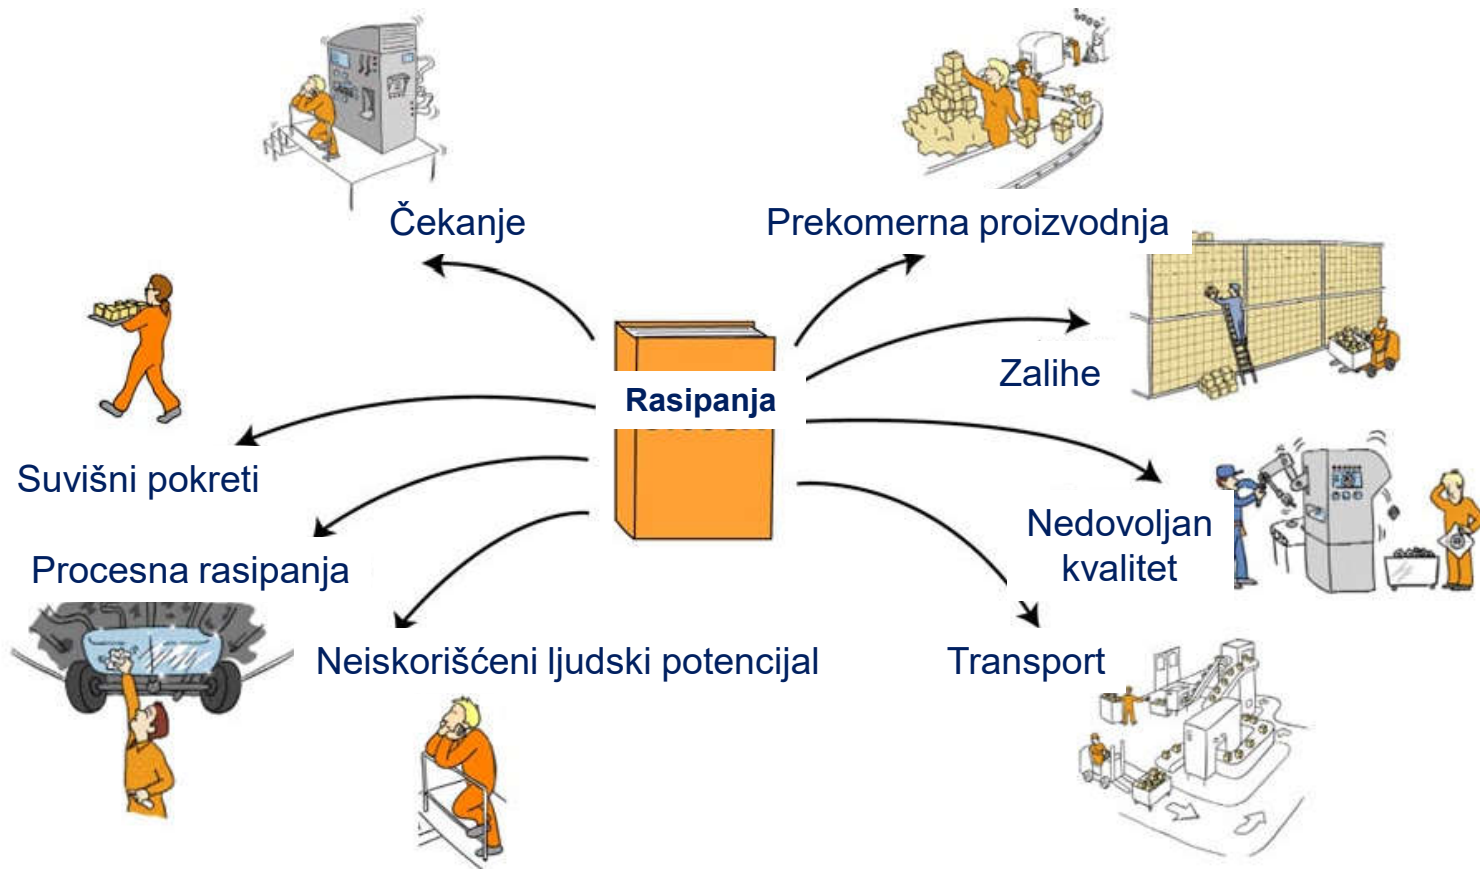 Čekanje
Prekomerna proizvodnja
Zalihe
Rasipanja
Suvišni pokreti
Nedovoljan
kvalitet
Procesna rasipanja
Neiskorišćeni ljudski potencijal
Transport